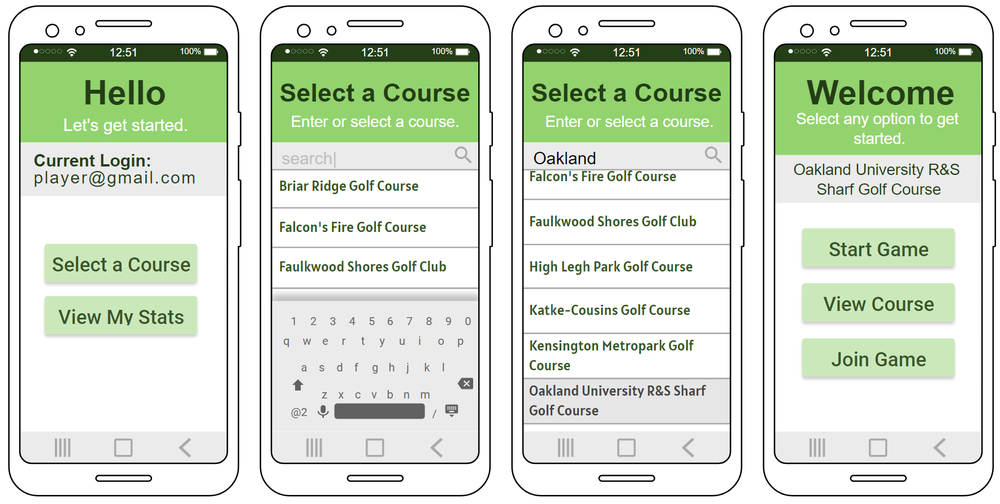 12:51
100%
Hello
Let's get started.
Current Login:
player@gmail.com
Select a Course
View My Stats
12:51
100%
Select a Course
Enter or select a course.
search|
Briar Ridge Golf Course
Falcon's Fire Golf Course
Faulkwood Shores Golf Club
1 2 3 4 5 6 7 8 9 0
q w e r t y u i o p
a s d f g h j k l
z x c v b n m
@2 /
12:51
100%
Select a Course
Enter or select a course.
Oakland
Falcon's Fire Golf Course
Faulkwood Shores Golf Club
High Legh Park Golf Course
Katke-Cousins Golf Course
Kensington Metropark Golf
Course
Oakland University R&S Sharf
Golf Course
12:51
100%
Welcome
Select any option to get
started.
Oakland University R&S
Sharf Golf Course
Start Game
View Course
Join Game